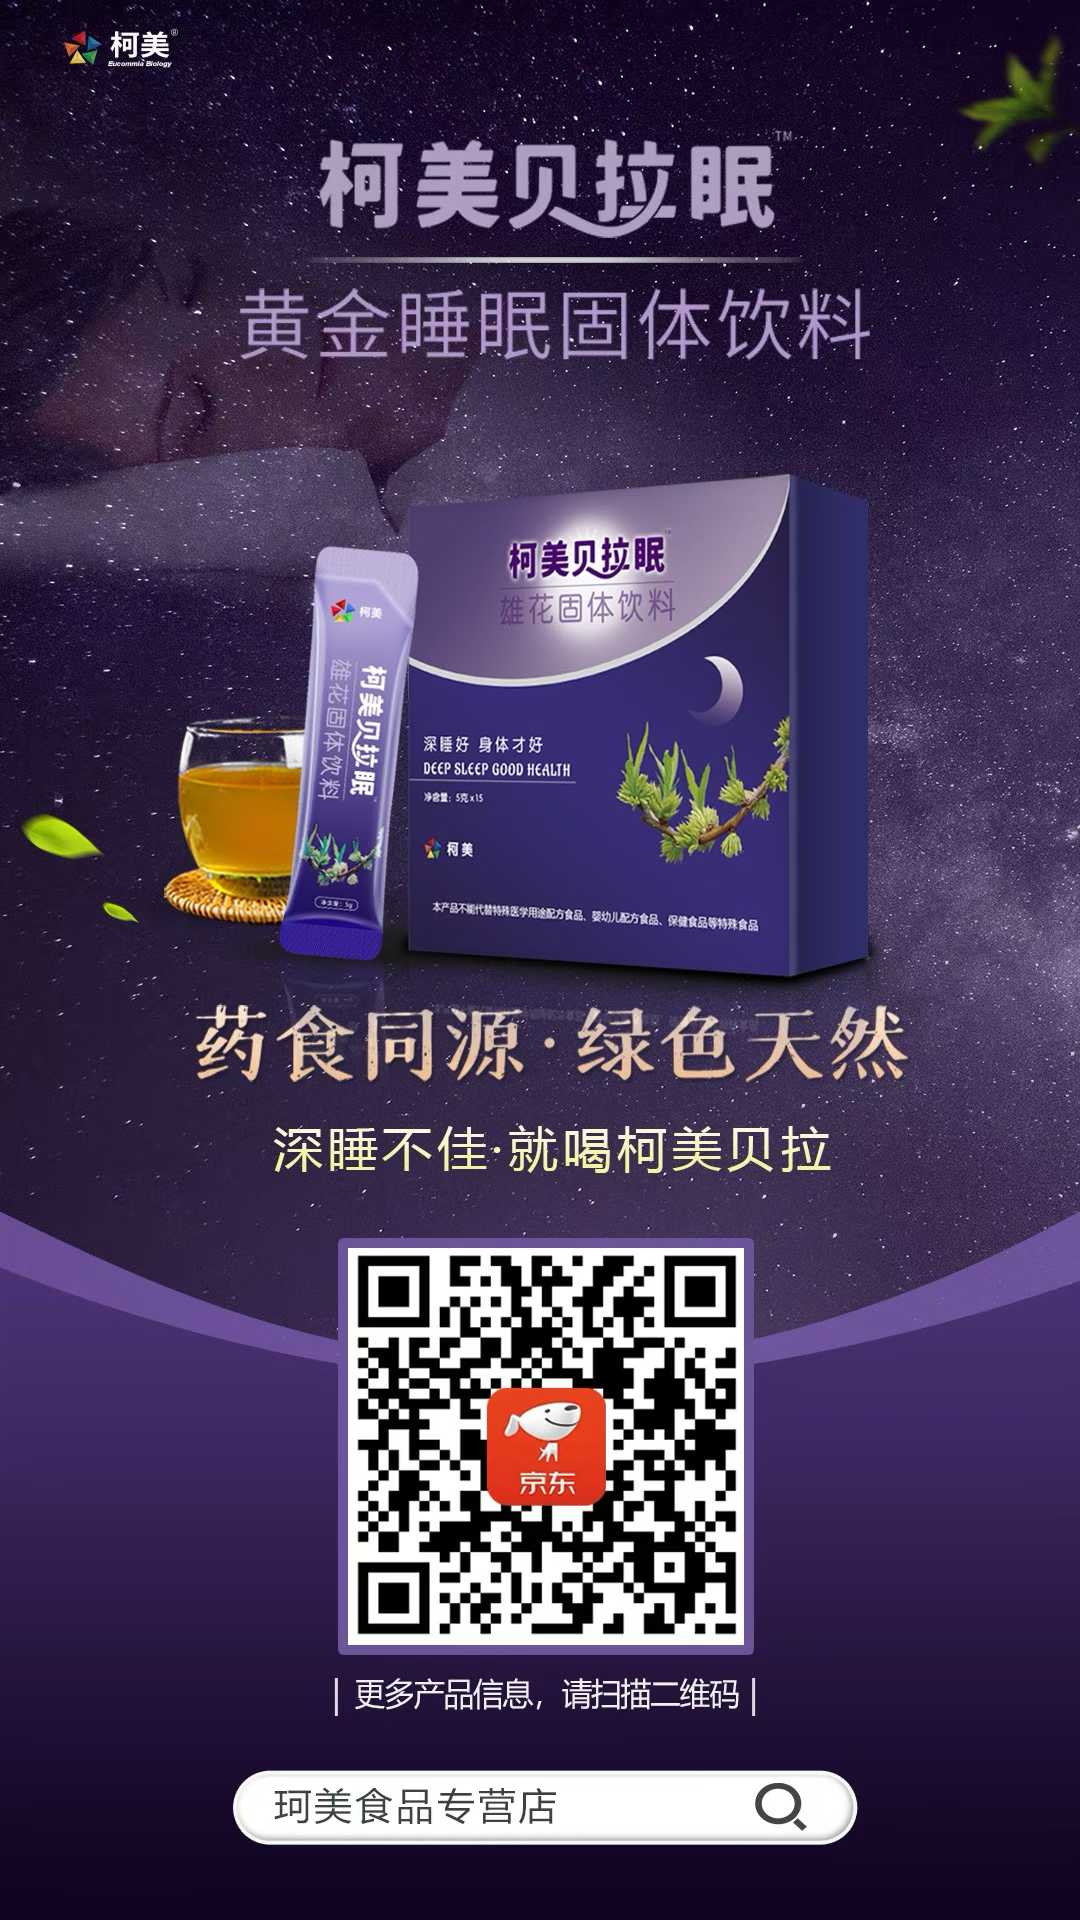 柯美®
Eucommia Biology
柯美贝拉眠™
黄金睡眠固体饮料
柯美贝拉眠
雄花固体饮料
深睡好 身体才好
DEEP SLEEP GOOD HEALTH
净含量：5克x15
柯美
本产品不能代替特殊医学用途配方食品、婴幼儿配方食品、保健食品等特殊食品
柯美
柯美贝拉眠
雄花固体饮料
净含量：5g
药食同源·绿色天然
深睡不佳·就喝柯美贝拉
京东
更多产品信息，请扫描二维码
珂美食品专营店